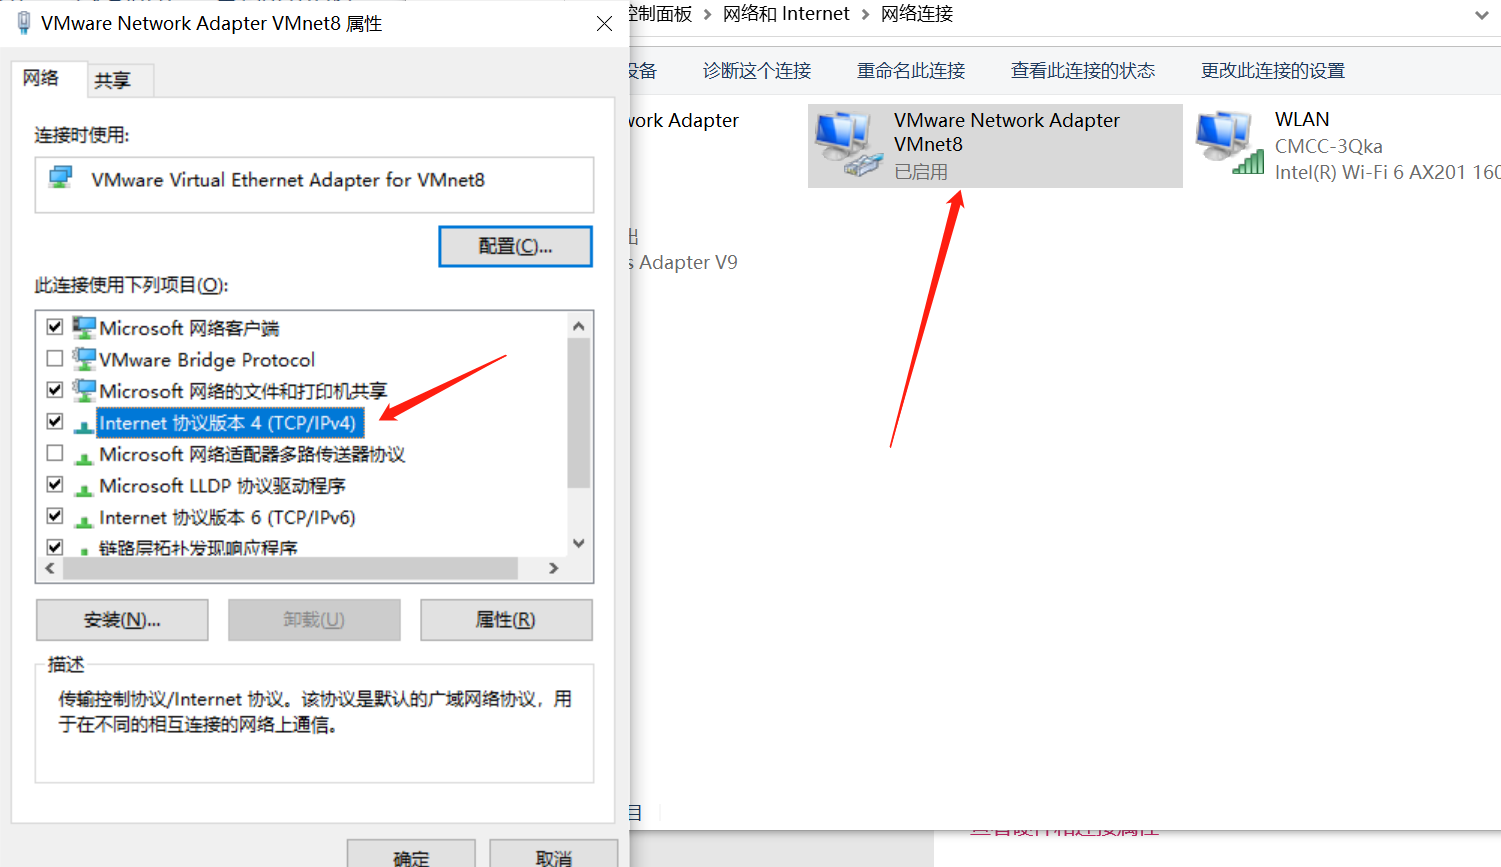 VMware Network Adapter VMnet8 属性
网络
共享
连接时使用:
VMware Virtual Ethernet Adapter for VMnet8
配置(C)...
此连接使用下列项目(O):
Microsoft 网络客户端
VMware Bridge Protocol
Microsoft 网络的文件和打印机共享
Internet 协议版本 4 (TCP/IPv4)
Microsoft 网络适配器多路传送器协议
Microsoft LLDP 协议驱动程序
Internet 协议版本 6 (TCP/IPv6)
链路层拓扑发现响应程序
安装(N)...
卸载(U)
属性(R)
描述
传输控制协议/Internet 协议。该协议是默认的广域网络协议，用
于在不同的相互连接的网络上通信。
确定
取消
控制面板 > 网络和 Internet > 网络连接
设备
诊断这个连接
重命名此连接
查看此连接的状态
更改此连接的设置
work Adapter
出
s Adapter V9
VMware Network Adapter
VMnet8
已启用
WLAN
CMCC-3Qka
Intel(R) Wi-Fi 6 AX201 160
目
查看硬件和连接属性